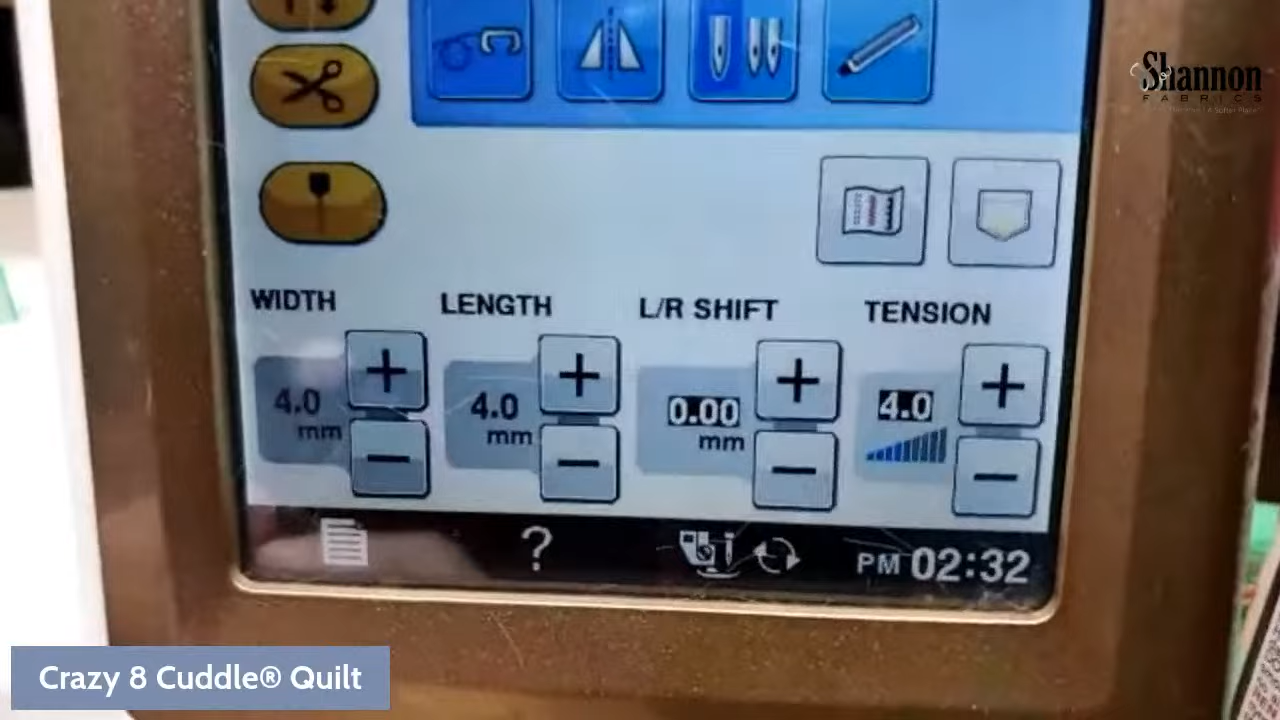 Shannon
FABRICS
WIDTH LENGTH L/R SHIFT TENSION
4.0 mm 4.0 mm 0.00 mm 4.0
? PM 02:32
Crazy 8 Cuddle® Quilt